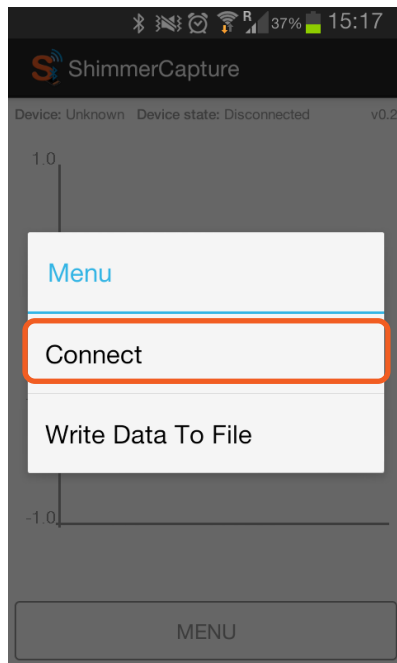 R 37% 15:17
ShimmerCapture
Device: Unknown Device state: Disconnected v0.2
1.0
Menu
Connect
Write Data To File
-1.0
MENU